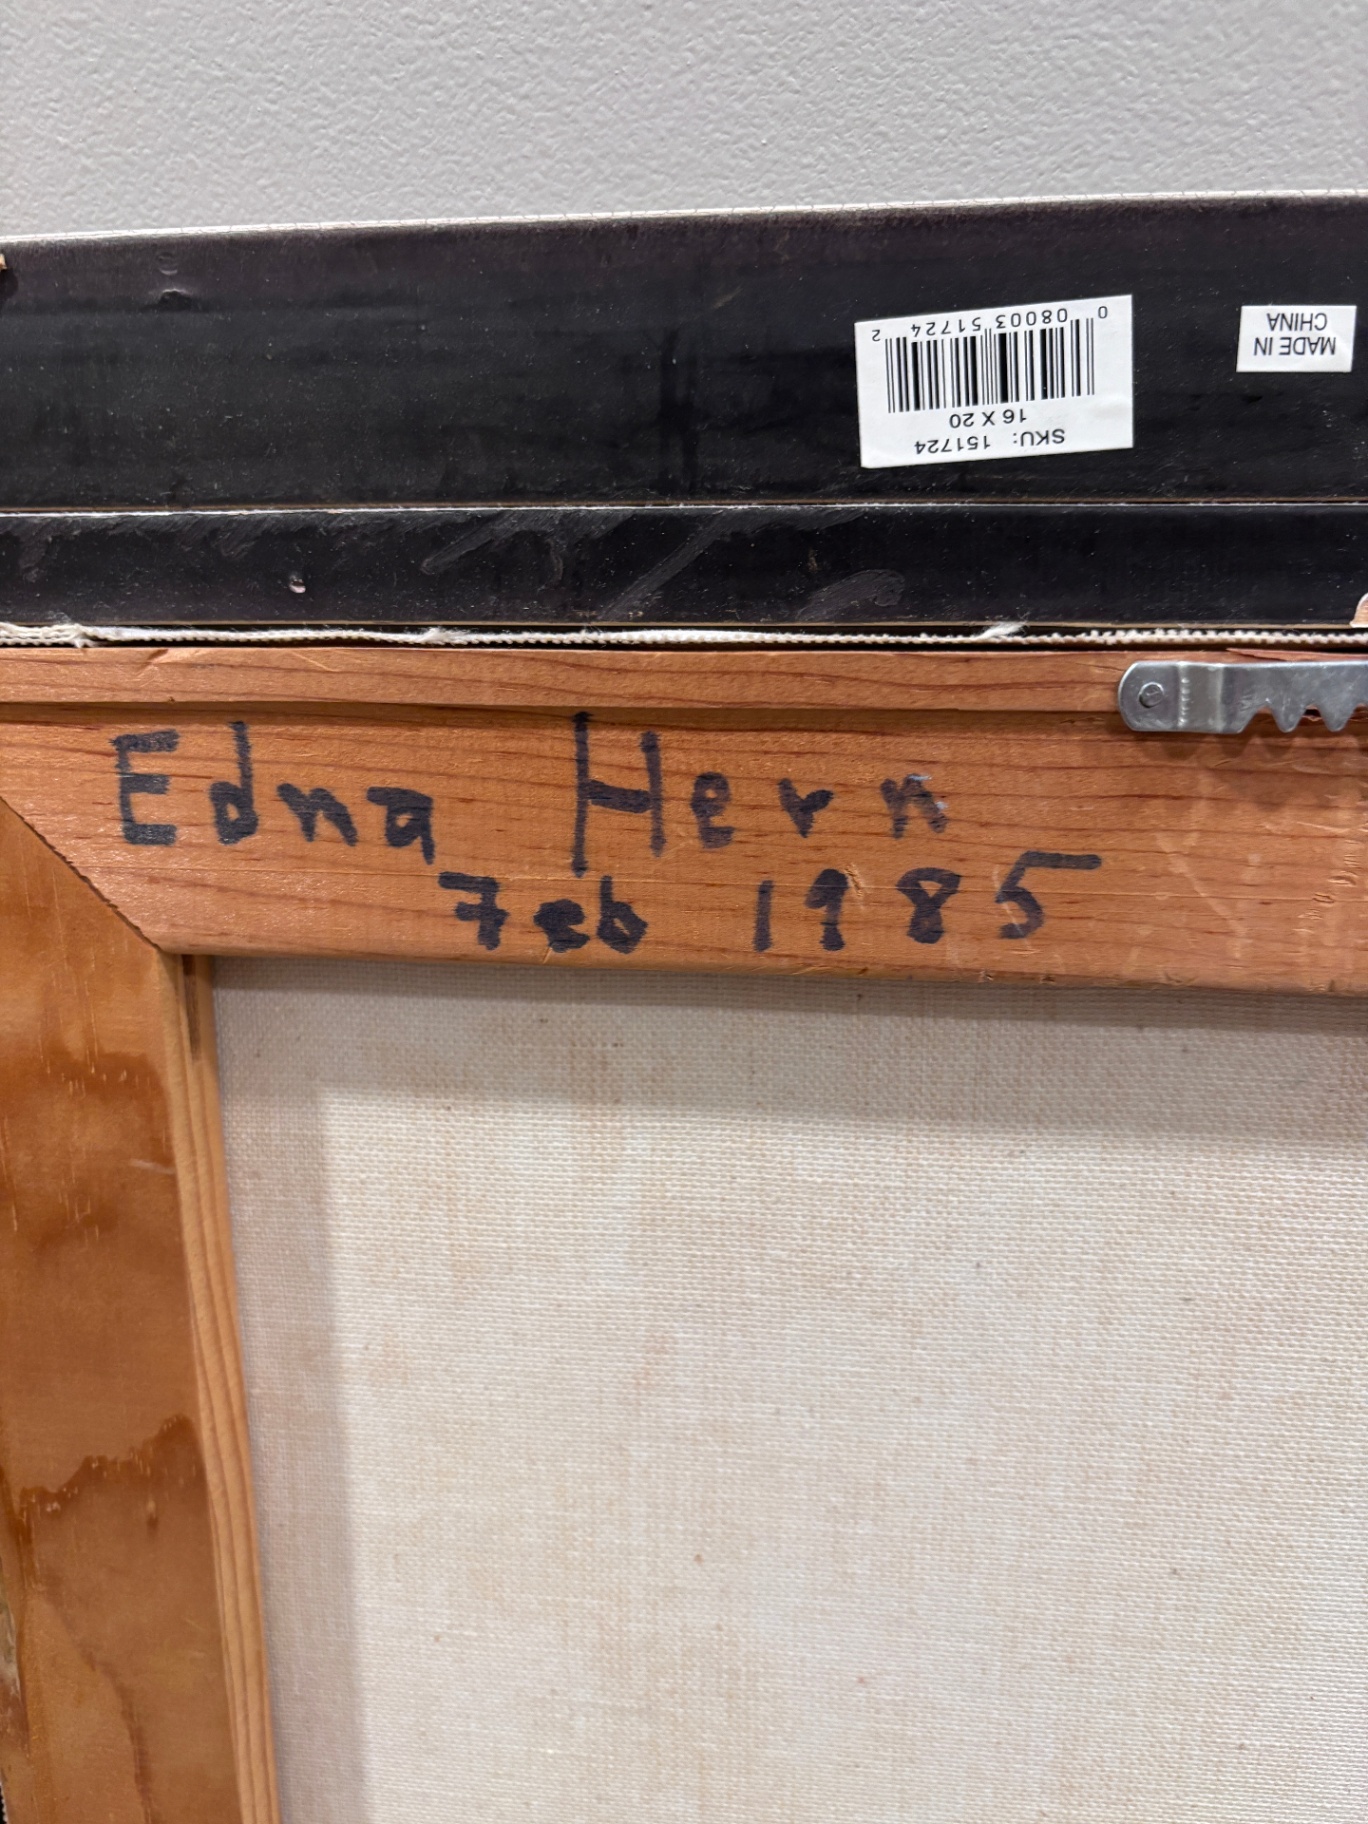 0 08003 51724 2
16 X 20
SKU: 151724
MADE IN
CHINA
Edna Hern
Feb 1985